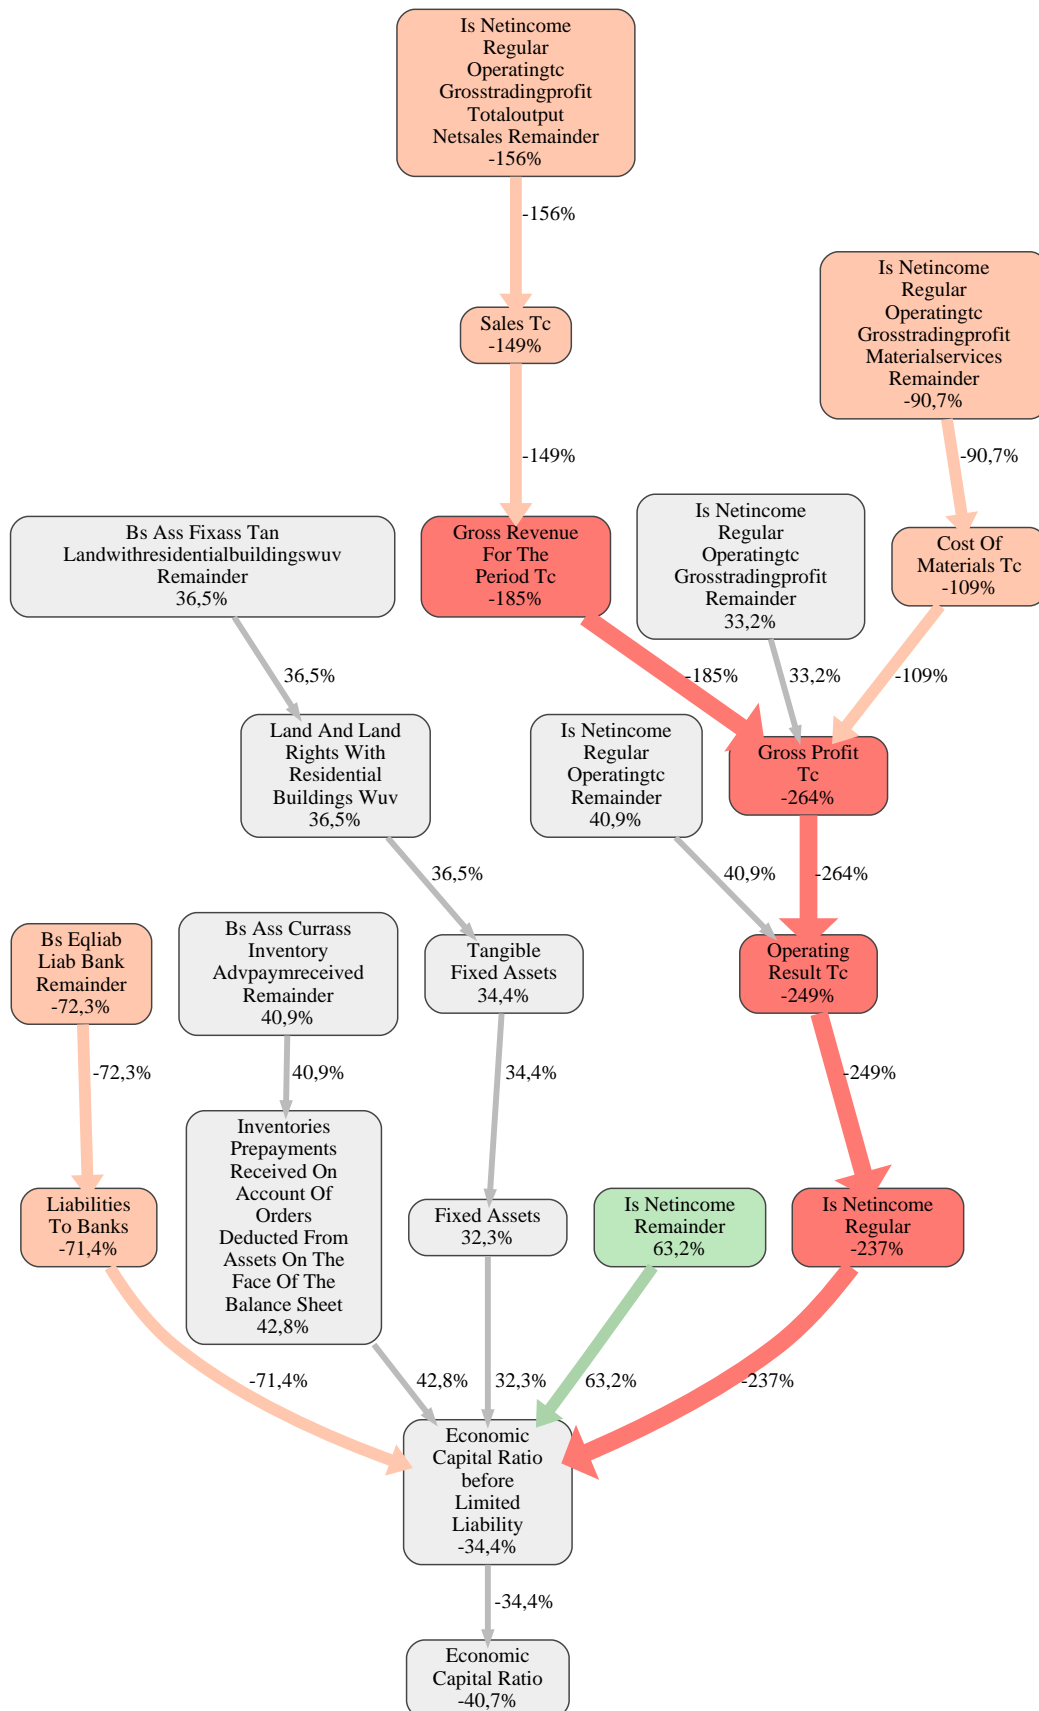 Is Netincome
Regular
Operatingtc
Grosstradingprofit
Totaloutput
Netsales Remainder
-156%
-156%
Is Netincome
Regular
Operatingtc
Grosstradingprofit
Materialservices
Remainder
-90,7%
Sales Tc
-149%
-149%
-90,7%
Bs Ass Fixass Tan
Landwithresidentialbuildingswuv
Remainder
36,5%
Gross Revenue
For The
Period Tc
-185%
Is Netincome
Regular
Operatingtc
Grosstradingprofit
Remainder
33,2%
Cost Of
Materials Tc
-109%
36,5%
-185%
33,2%
-109%
Land And Land
Rights With
Residential
Buildings Wuv
36,5%
Is Netincome
Regular
Operatingtc
Remainder
40,9%
Gross Profit
Tc
-264%
36,5%
40,9%
-264%
Bs Eqliab
Liab Bank
Remainder
-72,3%
Bs Ass Currass
Inventory
Advpaymreceived
Remainder
40,9%
Tangible
Fixed Assets
34,4%
Operating
Result Tc
-249%
-72,3%
40,9%
34,4%
-249%
Liabilities
To Banks
-71,4%
Inventories
Prepayments
Received On
Account Of
Orders
Deducted From
Assets On The
Face Of The
Balance Sheet
42,8%
Fixed Assets
32,3%
Is Netincome
Remainder
63,2%
Is Netincome
Regular
-237%
-71,4%
42,8%
32,3%
63,2%
-237%
Economic
Capital Ratio
before
Limited
Liability
-34,4%
-34,4%
Economic
Capital Ratio
-40,7%